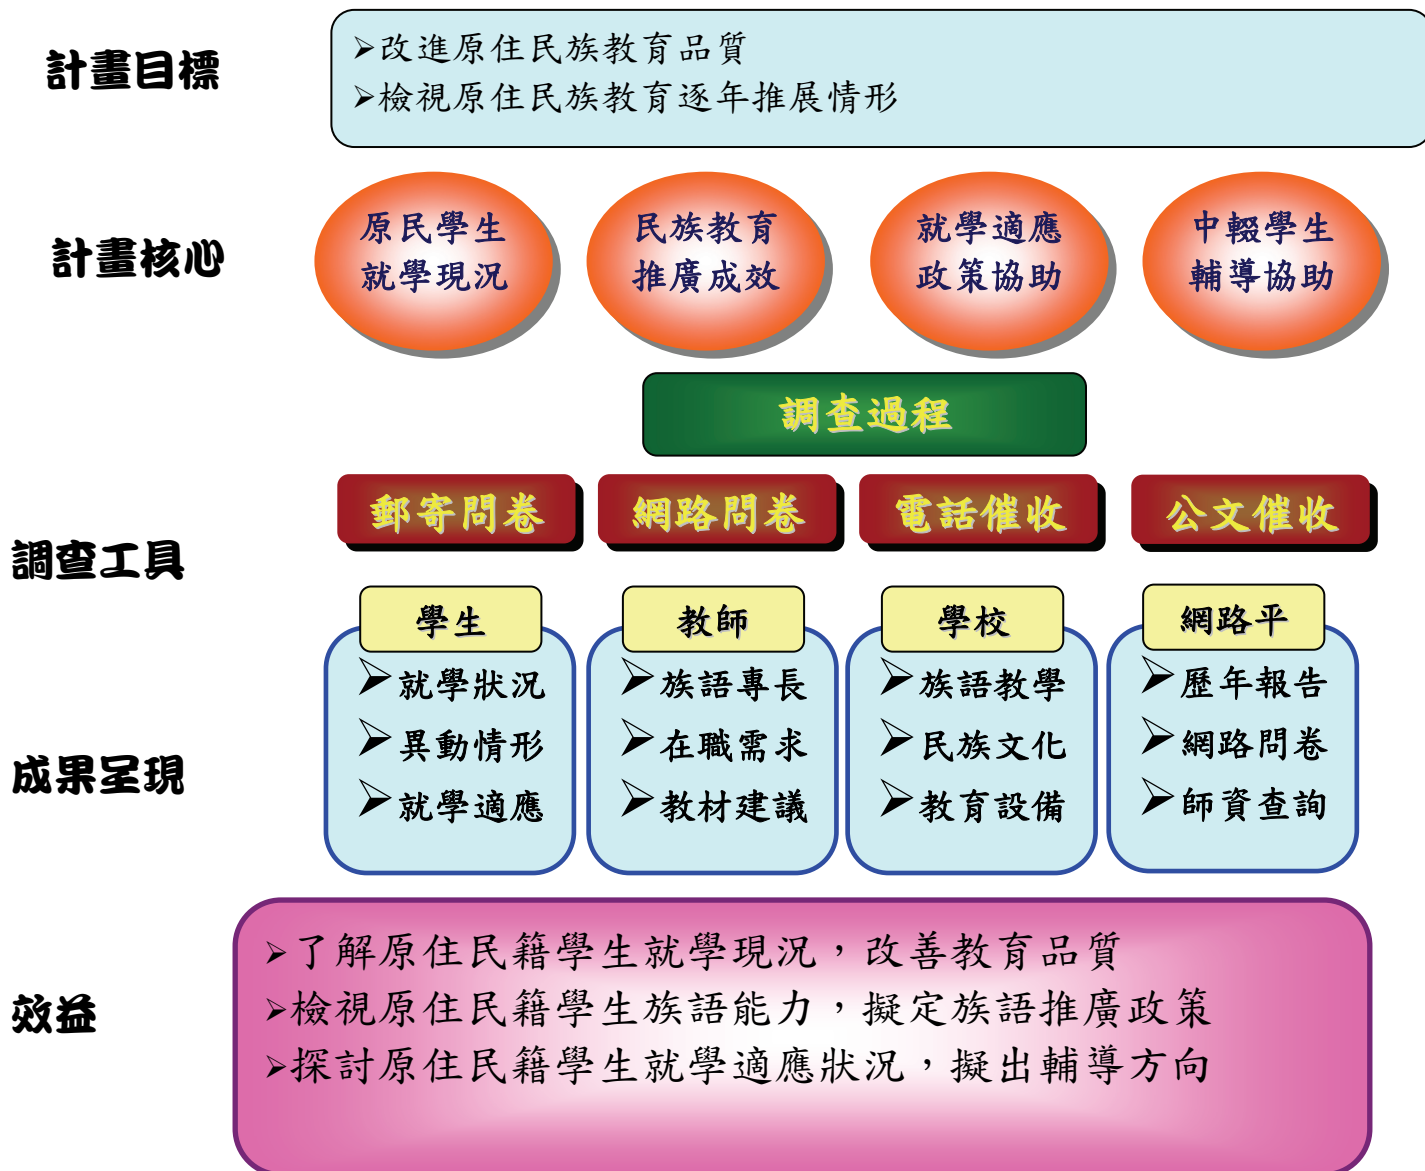 計畫目標
➢改進原住民族教育品質
➢檢視原住民族教育逐年推展情形
計畫核心
原民學生
就學現況
民族教育
推廣成效
就學適應
政策協助
中輟學生
輔導協助
調查過程
調查工具
郵寄問卷
網路問卷
電話催收
公文催收
成果呈現
學生
➢就學狀況
➢異動情形
➢就學適應
教師
➢族語專長
➢在職需求
➢教材建議
學校
➢族語教學
➢民族文化
➢教育設備
網路平
➢歷年報告
➢網路問卷
➢師資查詢
效益
➢了解原住民籍學生就學現況，改善教育品質
➢檢視原住民籍學生族語能力，擬定族語推廣政策
➢探討原住民籍學生就學適應狀況，擬出輔導方向